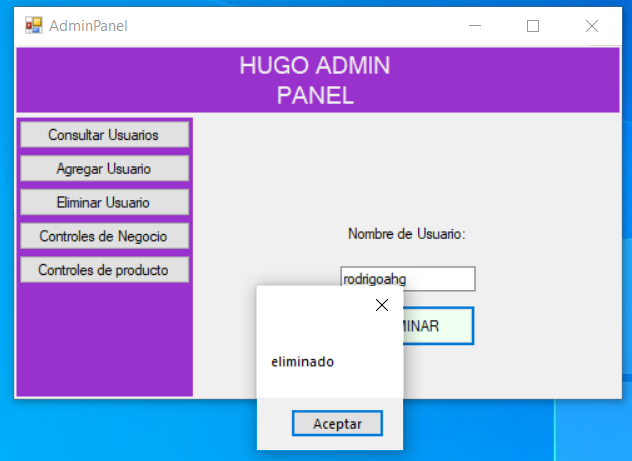 AdminPanel
HUGO ADMIN
PANEL
Consultar Usuarios
Agregar Usuario
Eliminar Usuario
Controles de Negocio
Controles de producto
Nombre de Usuario:
rodrigoahg
MINAR
eliminado
Aceptar